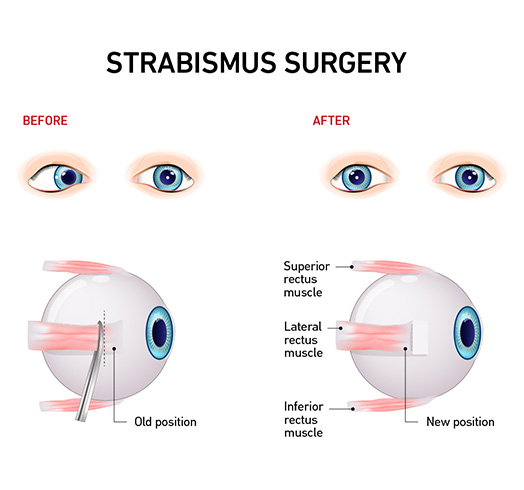 STRABISMUS SURGERY
BEFORE
AFTER
Superior
rectus
muscle
Lateral
rectus
muscle
Inferior
rectus
muscle
Old position
New position